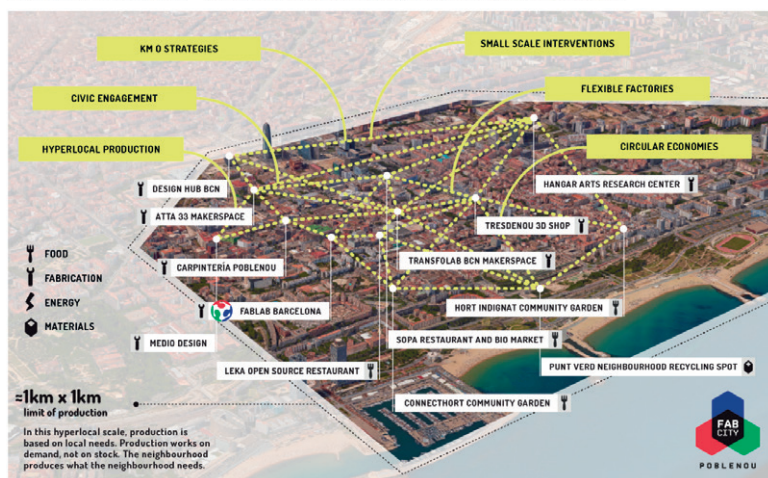 KM 0 STRATEGIES
SMALL SCALE INTERVENTIONS
CIVIC ENGAGEMENT
FLEXIBLE FACTORIES
HYPERLOCAL PRODUCTION
CIRCULAR ECONOMIES
DESIGN HUB BCN
HANGAR ARTS RESEARCH CENTER
ATTA 33 MAKERSPACE
TRESDENOU 3D SHOP
FOOD
FABRICATION
ENERGY
MATERIALS
CARPINTERÍA POBLENOU
TRANSFOLAB BCN MAKERSPACE
FABLAB BARCELONA
HORT INDIGNAT COMMUNITY GARDEN
MEDIO DESIGN
SOPA RESTAURANT AND BIO MARKET
LEKA OPEN SOURCE RESTAURANT
PUNT VERD NEIGHBOURHOOD RECYCLING SPOT
CONNECTHORT COMMUNITY GARDEN
≈1km x 1km
limit of production
In this hyperlocal scale, production is
based on local needs. Production works on
demand, not on stock. The neighbourhood
produces what the neighbourhood needs.
FAB
CITY
POBLENOU